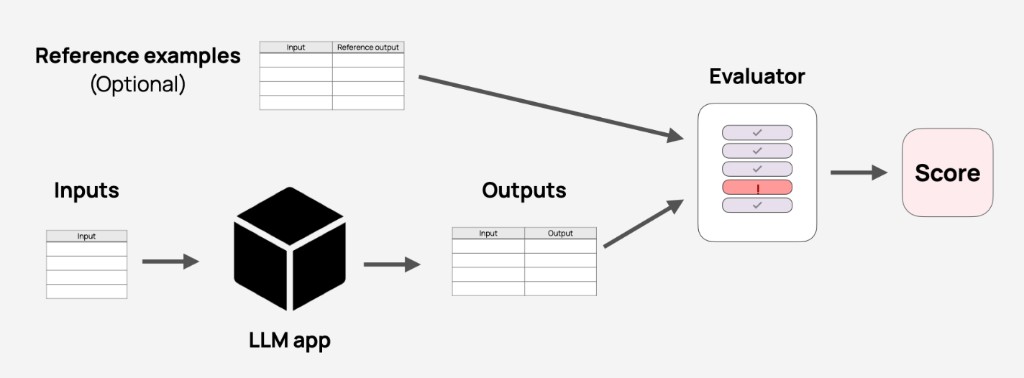 Reference examples
(Optional)
Input Reference output
Evaluator
!
Score
Inputs
Input
LLM app
Outputs
Input Output